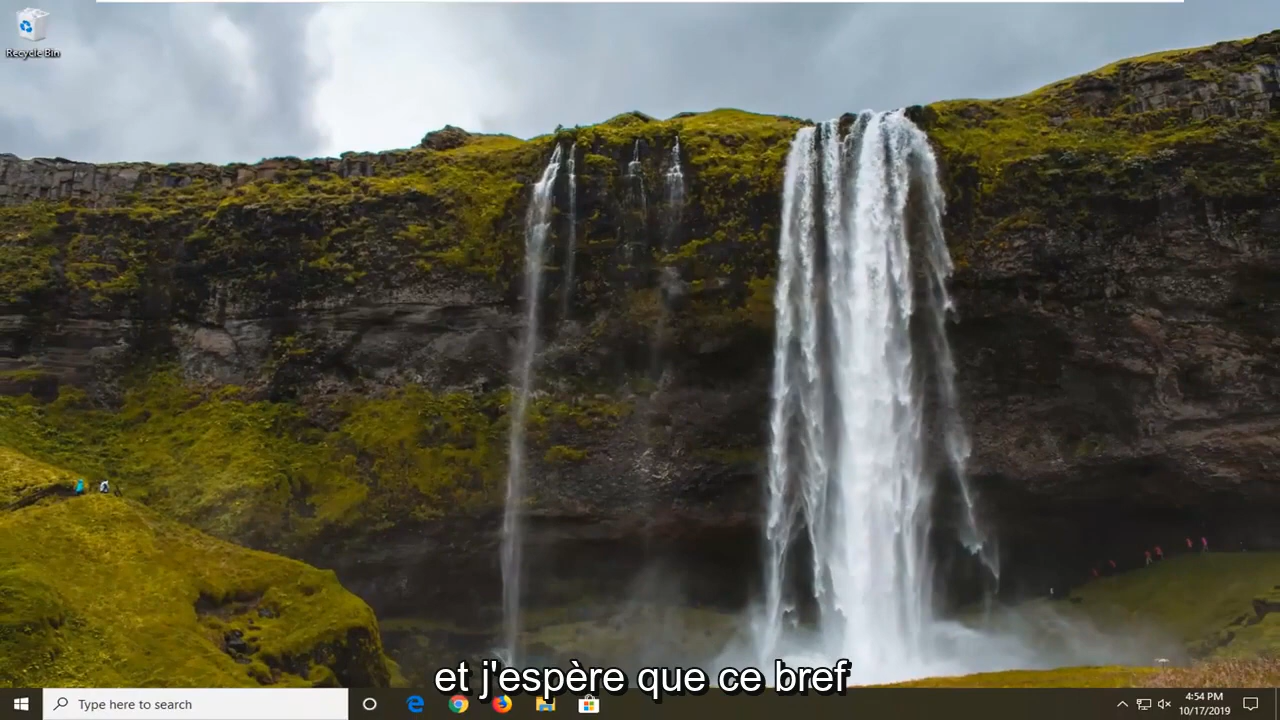 Recycle Bin
et j'espère que ce bref
Type here to search
4:54 PM
10/17/2019